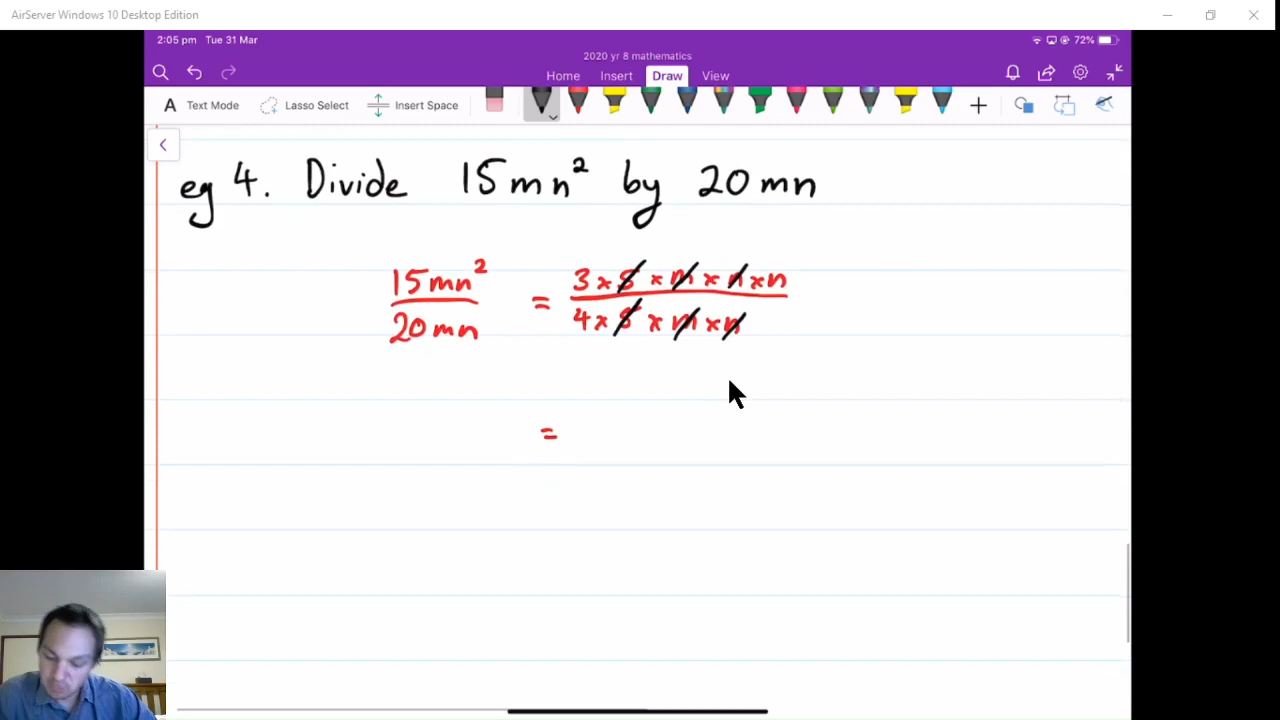 AirServer Windows 10 Desktop Edition
2:05 pm Tue 31 Mar
72%
2020 yr 8 mathematics
Home Insert Draw View
A Text Mode Lasso Select Insert Space
eg 4. Divide 15mn² by 20mn
15mn² = 3×5×m×n×n
20mn 4×5×m×n
=